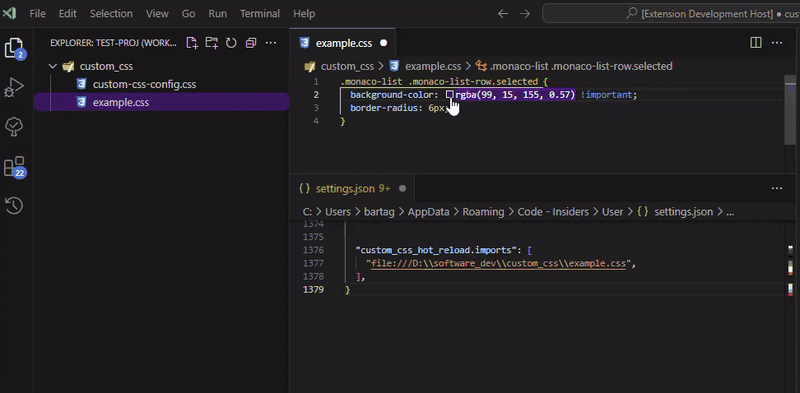 File Edit Selection View Go Run Terminal Help
[Extension Development Host] cu
EXPLORER: TEST-PROJ (WORK...
custom_css
custom-css-config.css
example.css
2
22
example.css
custom_css > example.css > .monaco-list .monaco-list-row.selected
1 .monaco-list .monaco-list-row.selected {
2 background-color: rgba(99, 15, 155, 0.57) !important;
3 border-radius: 6px;
4 }
{ } settings.json 9+
C: > Users > bartag > AppData > Roaming > Code - Insiders > User > { } settings.json > ...
1374
1375
1376 "custom_css_hot_reload.imports": [
1377 "file:///D:\\software_dev\\custom_css\\example.css",
1378 ],
1379 }